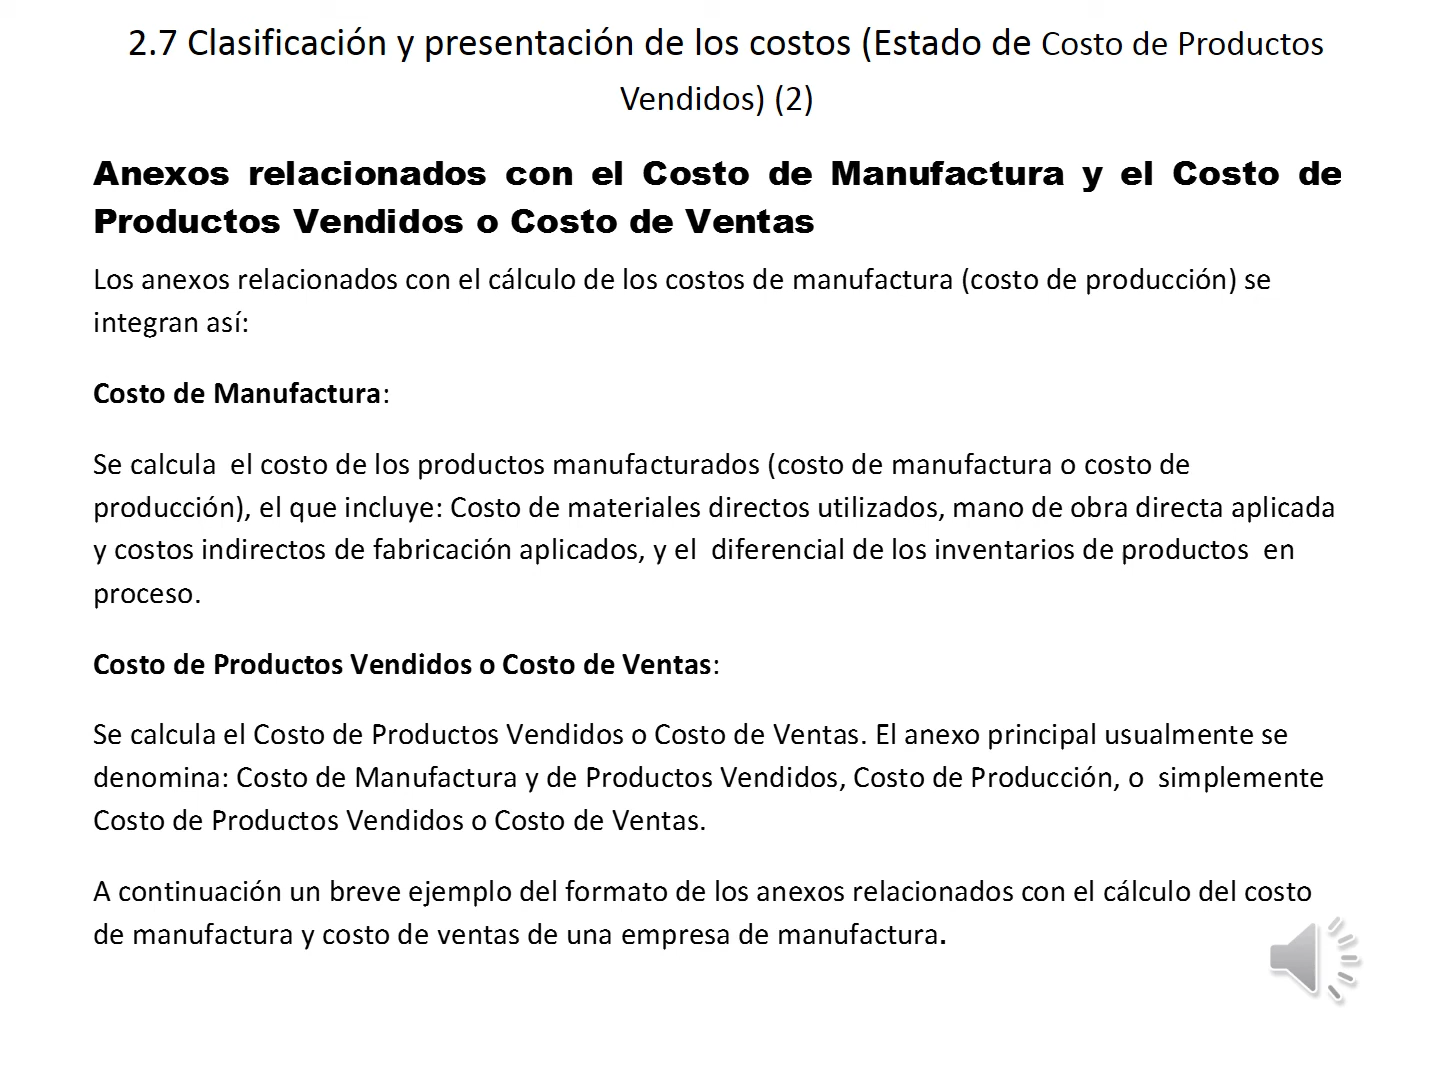 2.7 Clasificación y presentación de los costos (Estado de Costo de Productos
Vendidos) (2)
Anexos relacionados con el Costo de Manufactura y el Costo de
Productos Vendidos o Costo de Ventas
Los anexos relacionados con el cálculo de los costos de manufactura (costo de producción) se
integran así:
Costo de Manufactura:
Se calcula  el costo de los productos manufacturados (costo de manufactura o costo de
producción), el que incluye: Costo de materiales directos utilizados, mano de obra directa aplicada
y costos indirectos de fabricación aplicados, y el  diferencial de los inventarios de productos  en
proceso.
Costo de Productos Vendidos o Costo de Ventas:
Se calcula el Costo de Productos Vendidos o Costo de Ventas. El anexo principal usualmente se
denomina: Costo de Manufactura y de Productos Vendidos, Costo de Producción, o  simplemente
Costo de Productos Vendidos o Costo de Ventas.
A continuación un breve ejemplo del formato de los anexos relacionados con el cálculo del costo
de manufactura y costo de ventas de una empresa de manufactura.